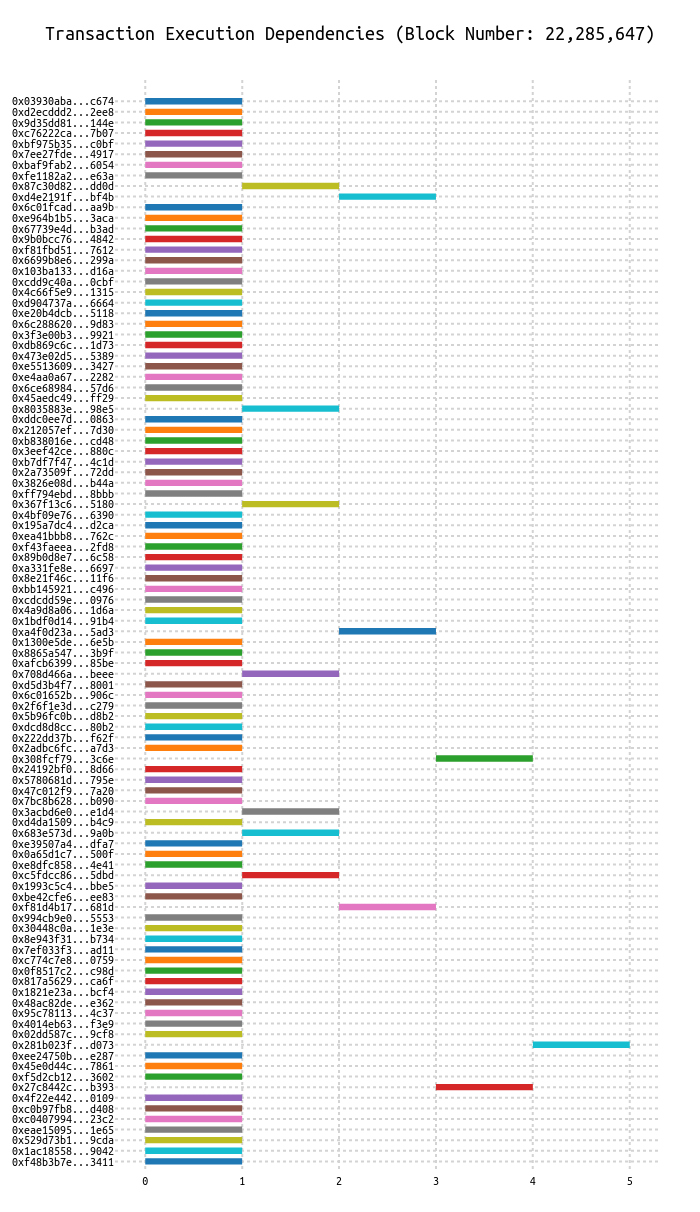 Transaction Execution Dependencies (Block Number: 22,285,647)
0x03930aba...c674
0xd2ecddd2...2ee8
0x9d35dd81...144e
0xc76222ca...7b07
0xbf975b35...c0bf
0x7ee27fde...4917
0xbaf9fab2...6054
0xfe1182a2...e63a
0x87c30d82...dd0d
0xd4e2191f...bf4b
0x6c01fcad...aa9b
0xe964b1b5...3aca
0x67739e4d...b3ad
0x9b0bcc76...4842
0xf81fbd51...7612
0x6699b8e6...299a
0x103ba133...d16a
0xcdd9c40a...0cbf
0x4c66f5e9...1315
0xd904737a...6664
0xe20b4dcb...5118
0x6c288620...9d83
0x3f3e00b3...9921
0xdb869c6c...1d73
0x473e02d5...5389
0xe5513609...3427
0xe4aa0a67...2282
0x6ce68984...57d6
0x45aedc49...ff29
0x8035883e...98e5
0xddc0ee7d...0863
0x212057ef...7d30
0xb838016e...cd48
0x3eef42ce...880c
0xb7df7f47...4c1d
0x2a73509f...72dd
0x3826e08d...b44a
0xff794ebd...8bbb
0x367f13c6...5180
0x4bf09e76...6390
0x195a7dc4...d2ca
0xea41bbb8...762c
0xf43faeea...2fd8
0x89b0d8e7...6c58
0xa331fe8e...6697
0x8e21f46c...11f6
0xbb145921...c496
0xcdcdd59e...0976
0x4a9d8a06...1d6a
0x1bdf0d14...91b4
0xa4f0d23a...5ad3
0x1300e5de...6e5b
0x8865a547...3b9f
0xafcb6399...85be
0x708d466a...beee
0xd5d3b4f7...8001
0x6c01652b...906c
0x2f6f1e3d...c279
0x5b96fc0b...d8b2
0xdcd8d8cc...80b2
0x222dd37b...f62f
0x2adbc6fc...a7d3
0x308fcf79...3c6e
0x24192bf0...8d66
0x5780681d...795e
0x47c012f9...7a20
0x7bc8b628...b090
0x3acbd6e0...e1d4
0xd4da1509...b4c9
0x683e573d...9a0b
0xe39507a4...dfa7
0x0a65d1c7...500f
0xe8dfc858...4e41
0xc5fdcc86...5dbd
0x1993c5c4...bbe5
0xbe42cfe6...ee83
0xf81d4b17...681d
0x994cb9e0...5553
0x30448c0a...1e3e
0x8e943f31...b734
0x7ef033f3...ad11
0xc774c7e8...0759
0x0f8517c2...c98d
0x817a5629...ca6f
0x1821e23a...bcf4
0x48ac82de...e362
0x95c78113...4c37
0x4014eb63...f3e9
0x02dd587c...9cf8
0x281b023f...d073
0xee24750b...e287
0x45e0d44c...7861
0xf5d2cb12...3602
0x27c8442c...b393
0x4f22e442...0109
0xc0b97fb8...d408
0xc0407994...23c2
0xeae15095...1e65
0x529d73b1...9cda
0x1ac18558...9042
0xf48b3b7e...3411
0 1 2 3 4 5